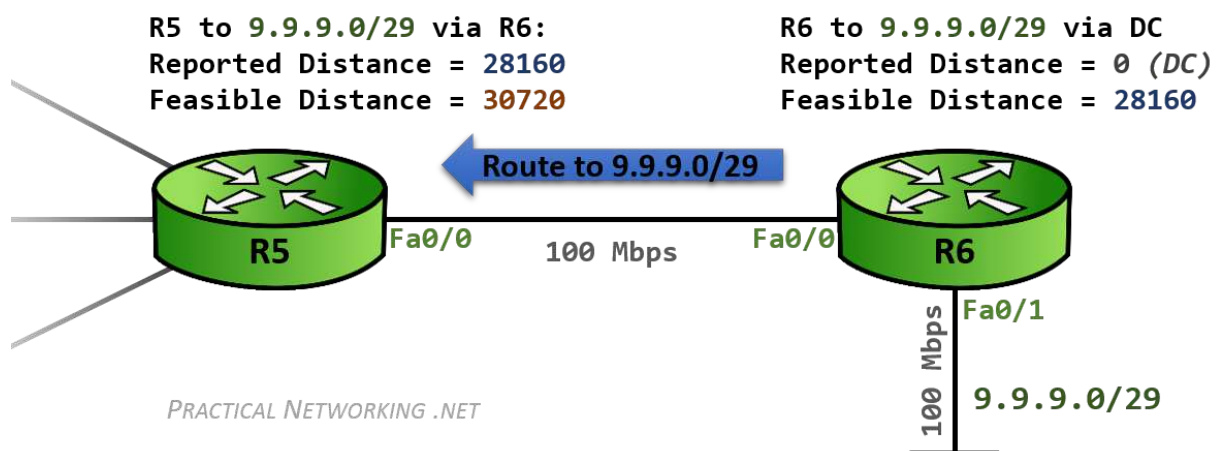 R5 to 9.9.9.0/29 via R6:
Reported Distance = 28160
Feasible Distance = 30720
R6 to 9.9.9.0/29 via DC
Reported Distance = 0 (DC)
Feasible Distance = 28160
Route to 9.9.9.0/29
R5
Fa0/0
100 Mbps
Fa0/0
R6
Fa0/1
100 Mbps
9.9.9.0/29
PRACTICAL NETWORKING .NET